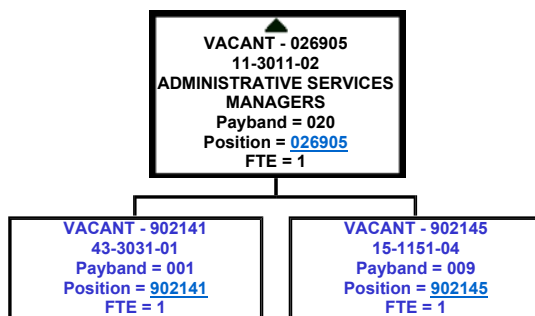 VACANT - 026905
11-3011-02
ADMINISTRATIVE SERVICES
MANAGERS
Payband = 020
Position = 026905
FTE = 1
VACANT - 902141
43-3031-01
Payband = 001
Position = 902141
FTE = 1
VACANT - 902145
15-1151-04
Payband = 009
Position = 902145
FTE = 1